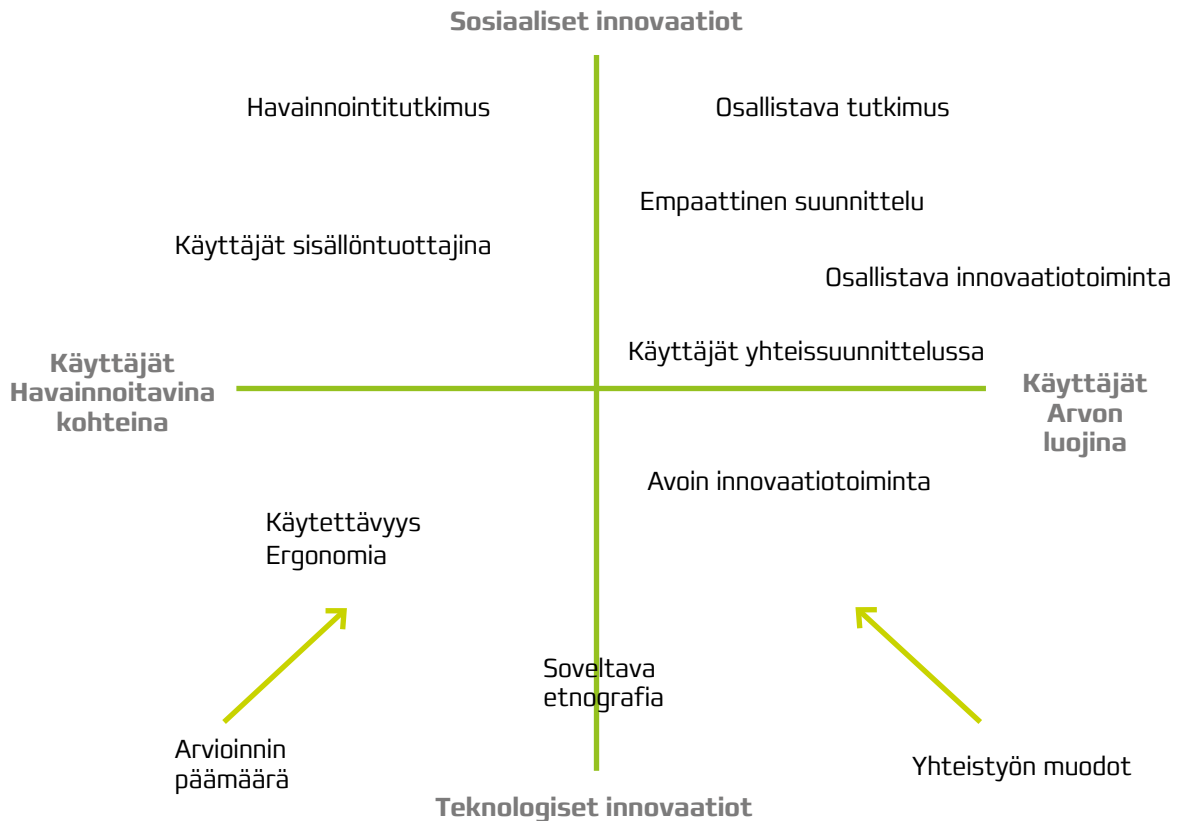 Sosiaaliset innovaatiot
Havainnointitutkimus
Osallistava tutkimus
Empaattinen suunnittelu
Käyttäjät sisällöntuottajina
Osallistava innovaatiotoiminta
Käyttäjät yhteissuunnittelussa
Käyttäjät
Havainnoitavina
kohteina
Käyttäjät
Arvon
luojina
Avoin innovaatiotoiminta
Käytettävyys
Ergonomia
Soveltava
etnografia
Arvioinnin
päämäärä
Yhteistyön muodot
Teknologiset innovaatiot